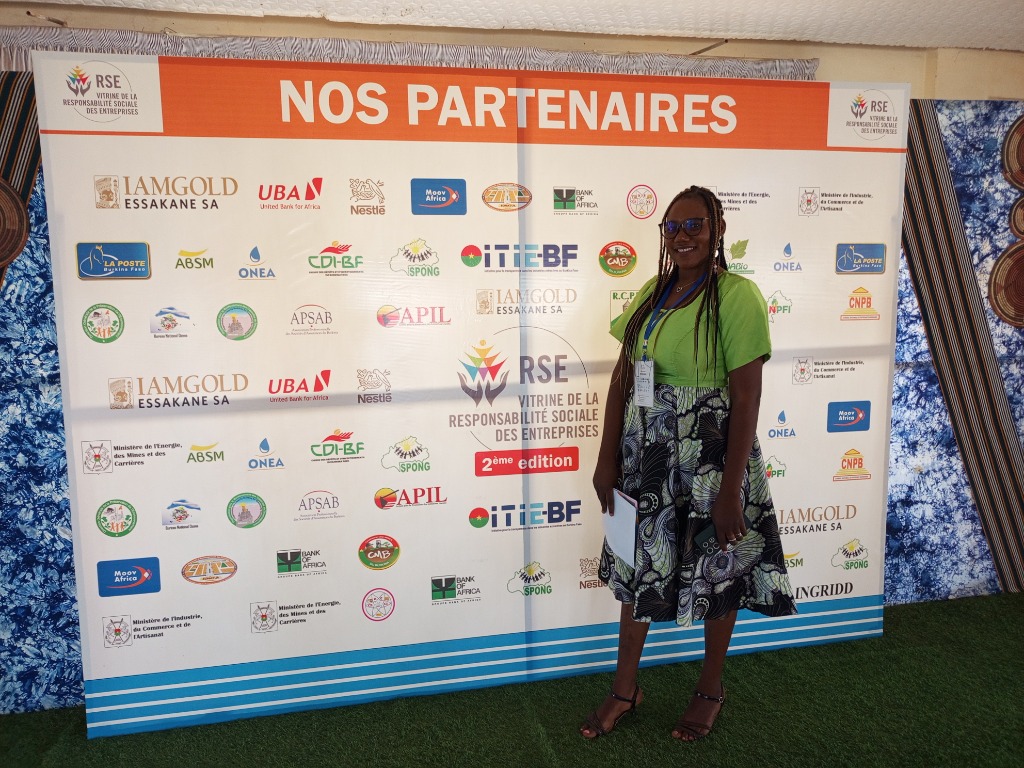 RSE
VITRINE DE LA
RESPONSABILITÉ SOCIALE
DES ENTREPRISES
NOS PARTENAIRES
RSE
VITRINE DE LA
RESPONSABILITÉ SOCIALE
DES ENTREPRISES
IAMGOLD
ESSAKANE SA
UBA
United Bank for Africa
Nestlé
Moov
Africa
BANK
OF
AFRICA
Ministère de l'Energie,
des Mines et des
Carrières
Ministère de l'Industrie,
du Commerce et de
l'Artisanat
LA POSTE
Burkina Faso
ABSM
ONEA
CDI-BF
SPONG
ITIE-BF
CMB
ABio
ONEA
LA POSTE
Burkina Faso
APSAB
APIL
IAMGOLD
ESSAKANE SA
R.C.P
NPFI
CNPB
IAMGOLD
ESSAKANE SA
UBA
United Bank for Africa
Nestlé
RSE
VITRINE DE LA
RESPONSABILITÉ SOCIALE
DES ENTREPRISES
2ème edition
Ministère de l'Industrie,
du Commerce et de
l'Artisanat
Ministère de l'Energie,
des Mines et des
Carrières
ABSM
ONEA
CDI-BF
SPONG
ONEA
Moov
Africa
APSAB
APIL
ITIE-BF
PFI
CNPB
IAMGOLD
ESSAKANE SA
Moov
Africa
BANK
OF
AFRICA
CMB
BANK
OF
AFRICA
SPONG
Nes
BSM
SPONG
INGRIDD
Ministère de l'Industrie,
du Commerce et de
l'Artisanat
Ministère de l'Energie,
des Mines et des
Carrières